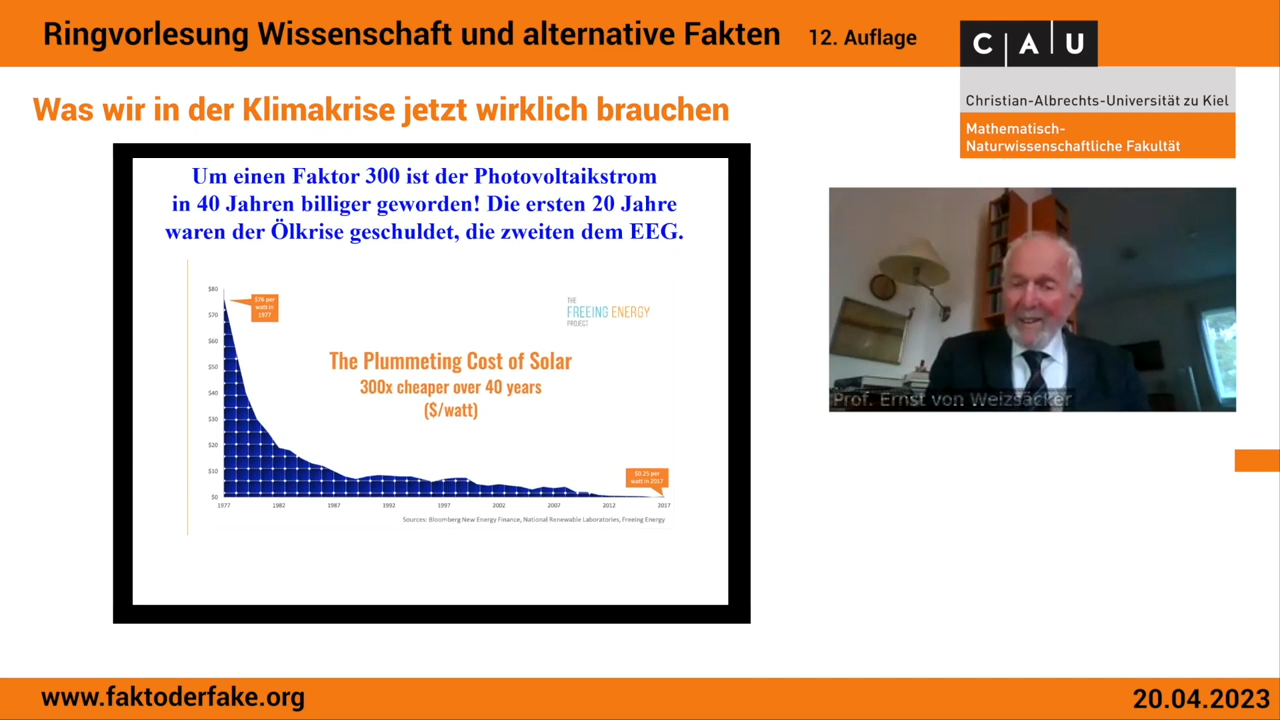 Ringvorlesung Wissenschaft und alternative Fakten 12. Auflage
C A U
Christian-Albrechts-Universität zu Kiel
Mathematisch-
Naturwissenschaftliche Fakultät
Was wir in der Klimakrise jetzt wirklich brauchen
Um einen Faktor 300 ist der Photovoltaikstrom
in 40 Jahren billiger geworden! Die ersten 20 Jahre
waren der Ölkrise geschuldet, die zweiten dem EEG.
$80
$70
$60
$50
$40
$30
$20
$10
$0
$76 per
watt in
1977
THE
FREEING ENERGY
PROJECT
The Plummeting Cost of Solar
300x cheaper over 40 years
($/watt)
$0.25 per
watt in 2017
1977 1982 1987 1992 1997 2002 2007 2012 2017
Sources: Bloomberg New Energy Finance, National Renewable Laboratories, Freeing Energy
Prof. Ernst von Weizsäcker
www.faktoderfake.org
20.04.2023